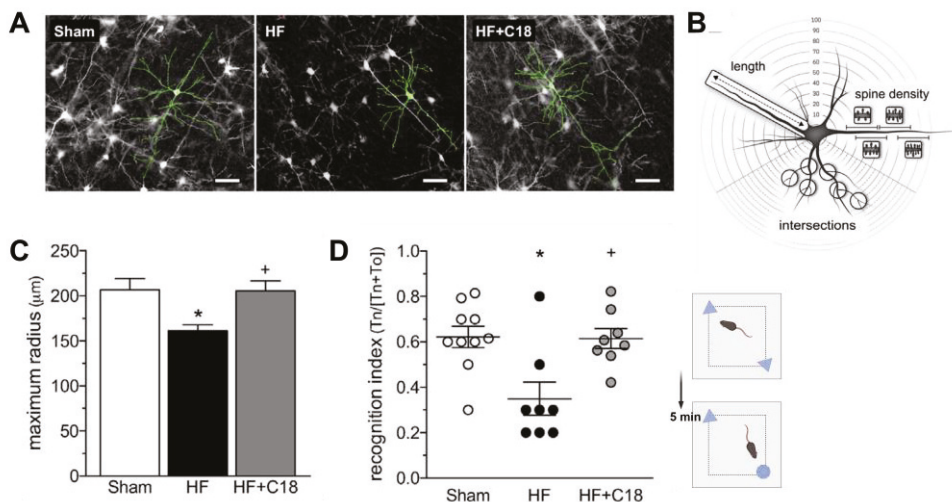 A
Sham
HF
HF+C18
B
100
90
80
70
60
50
40
30
20
10
length
spine density
intersections
C
maximum radius (μm)
250
200
150
100
50
0
*
+
Sham
HF
HF+C18
D
recognition index (Tn/[Tn+To])
1.0
0.8
0.6
0.4
0.2
0.0
*
+
Sham
HF
HF+C18
5 min